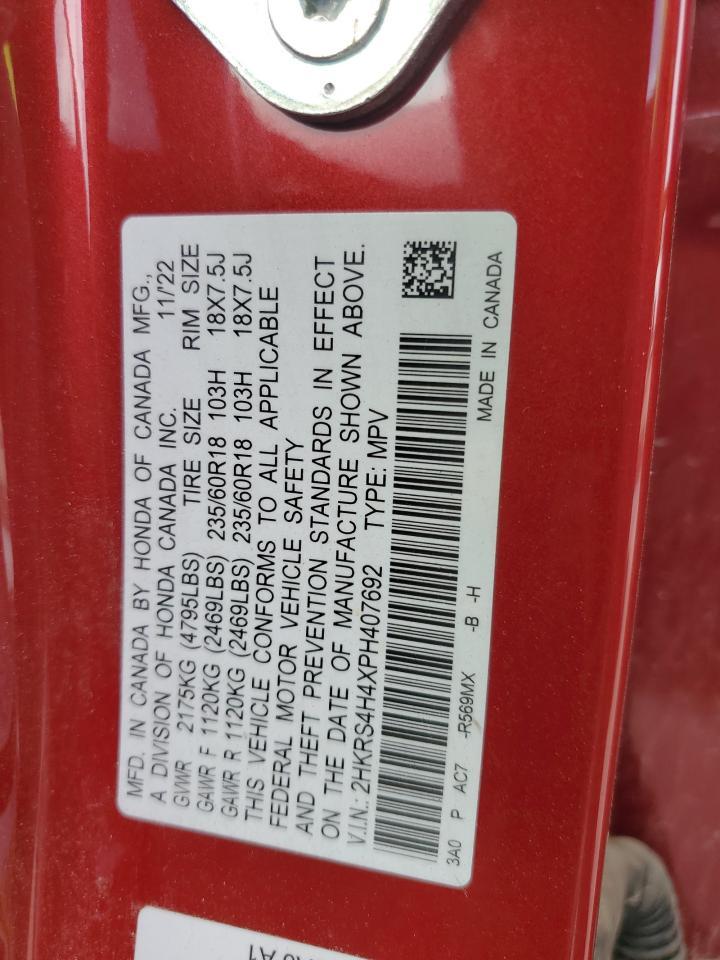 MFD. IN CANADA BY HONDA OF CANADA MFG.,
A DIVISION OF HONDA CANADA INC. 11/'22
GVWR 2175KG (4795LBS) TIRE SIZE RIM SIZE
GAWR F 1120KG (2469LBS) 235/60R18 103H 18X7.5J
GAWR R 1120KG (2469LBS) 235/60R18 103H 18X7.5J
THIS VEHICLE CONFORMS TO ALL APPLICABLE
FEDERAL MOTOR VEHICLE SAFETY
AND THEFT PREVENTION STANDARDS IN EFFECT
ON THE DATE OF MANUFACTURE SHOWN ABOVE.
V.I.N.: 2HKRS4H4XPH407692 TYPE: MPV
3A0 P AC7 -R569MX -B -H MADE IN CANADA
A1